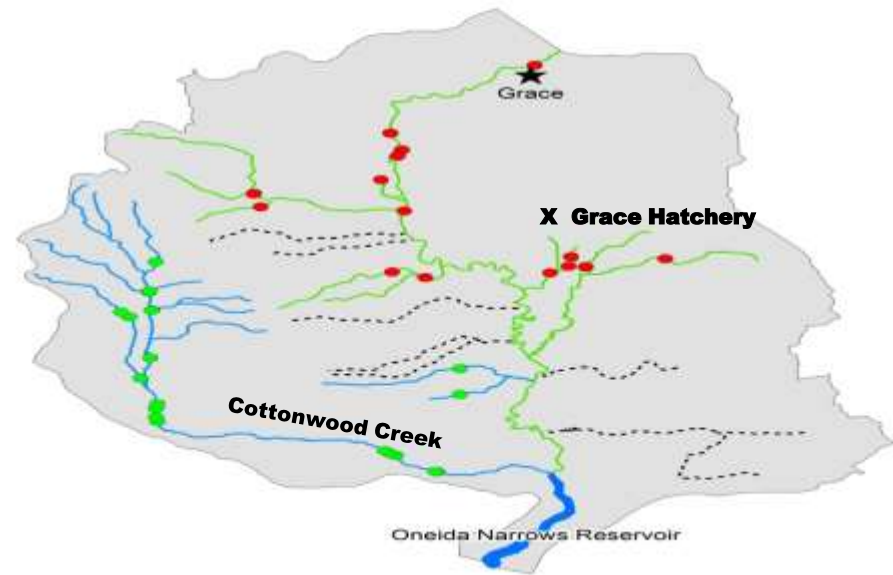 Grace
X Grace Hatchery
Cottonwood Creek
Oneida Narrows Reservoir